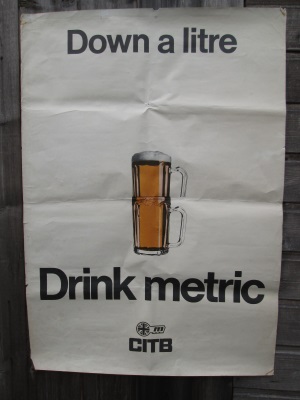 Down a litre
Drink metric
m
CITB